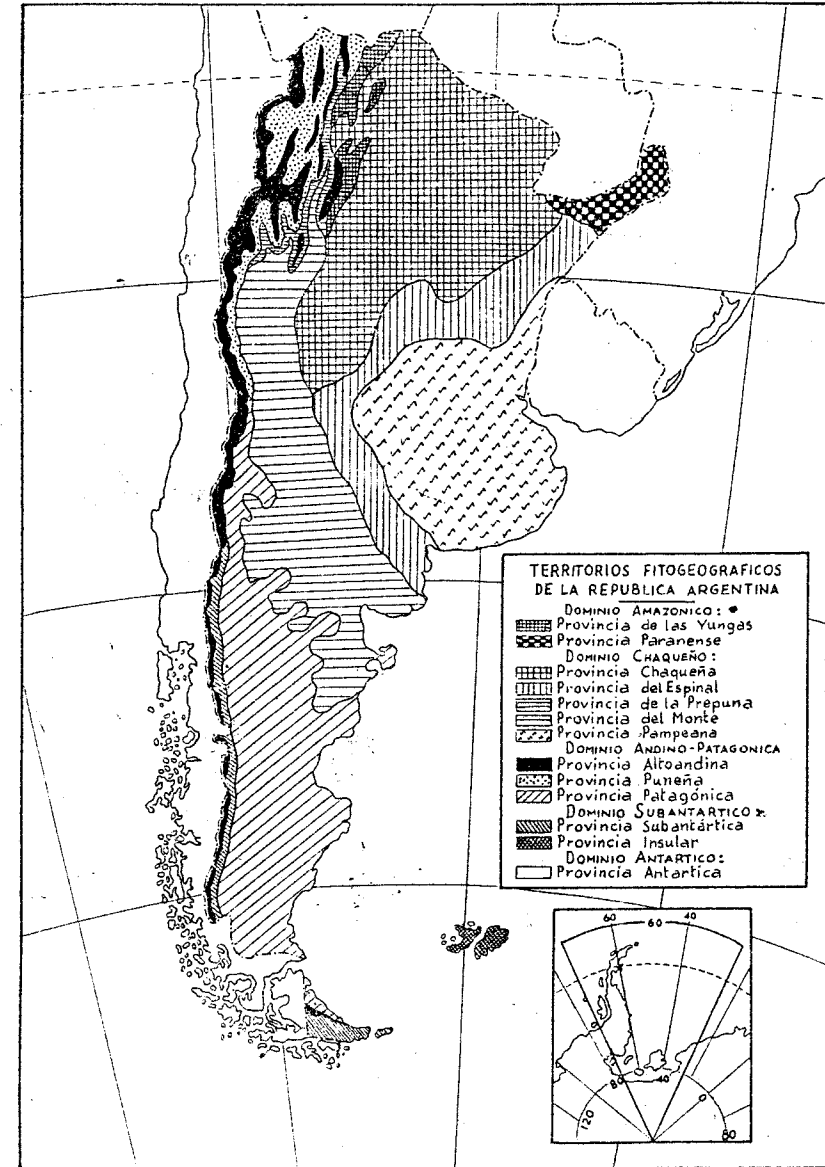 TERRITORIOS FITOGEOGRAFICOS
DE LA REPUBLICA ARGENTINA
DOMINIO AMAZONICO:
Provincia de las Yungas
Provincia Paranense
DOMINIO CHAQUEÑO:
Provincia Chaqueña
Provincia del Espinal
Provincia de la Prepuna
Provincia del Monte
Provincia Pampeana
DOMINIO ANDINO-PATAGONICA
Provincia Altoandina
Provincia Puneña
Provincia Patagónica
DOMINIO SUBANTARTICO
Provincia Subantártica
Provincia Insular
DOMINIO ANTARTICO:
Provincia Antartica
60 60 40
80 40
120 0 80